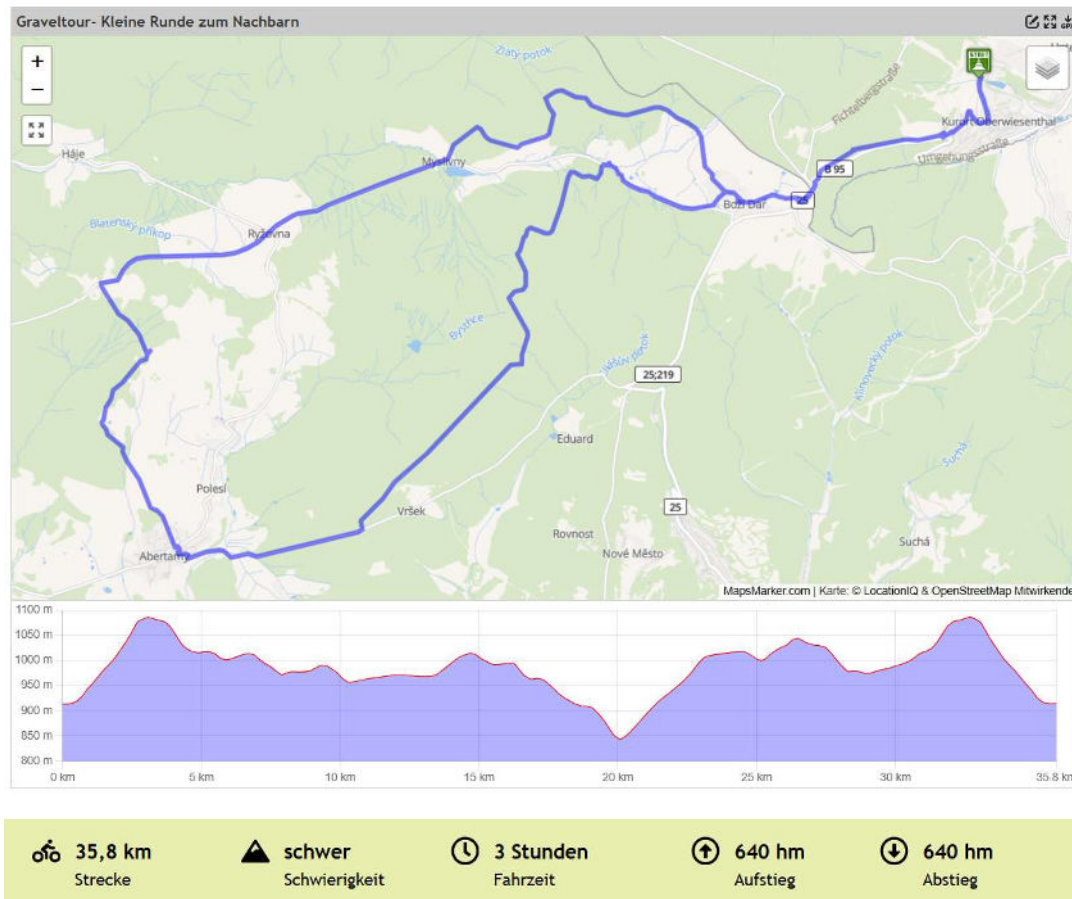 Graveltour- Kleine Runde zum Nachbarn
+
−
Zlatý potok
Fichtelbergstraße
Kurort Oberwiesenthal
Háje
Myslivny
Umgehungsstraße
B 95
Boží Dar
25
Blatenský příkop
Ryžovna
Bystřice
25;219
Klínovecký potok
Eduard
Suchá
Polesí
Vršek
25
Rovnost
Suchá
Abertamy
Nové Město
MapsMarker.com | Karte: © LocationIQ & OpenStreetMap Mitwirkende
1100 m
1050 m
1000 m
950 m
900 m
850 m
800 m
0 km
5 km
10 km
15 km
20 km
25 km
30 km
35.8 km
35,8 km
schwer
3 Stunden
640 hm
640 hm
Strecke
Schwierigkeit
Fahrzeit
Aufstieg
Abstieg